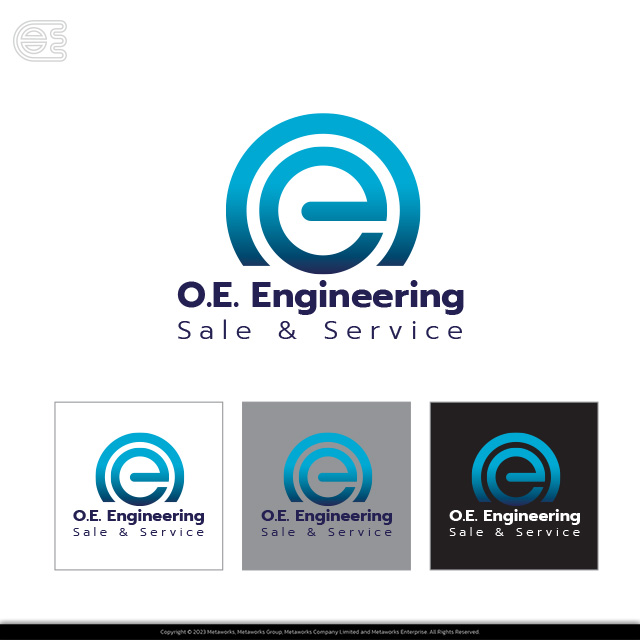 O.E. Engineering
Sale & Service
O.E. Engineering
Sale & Service
O.E. Engineering
Sale & Service
O.E. Engineering
Sale & Service
Copyright © 2023 Metaworks, Metaworks Group, Metaworks Company Limited and Metaworks Enterprise. All Rights Reserved.